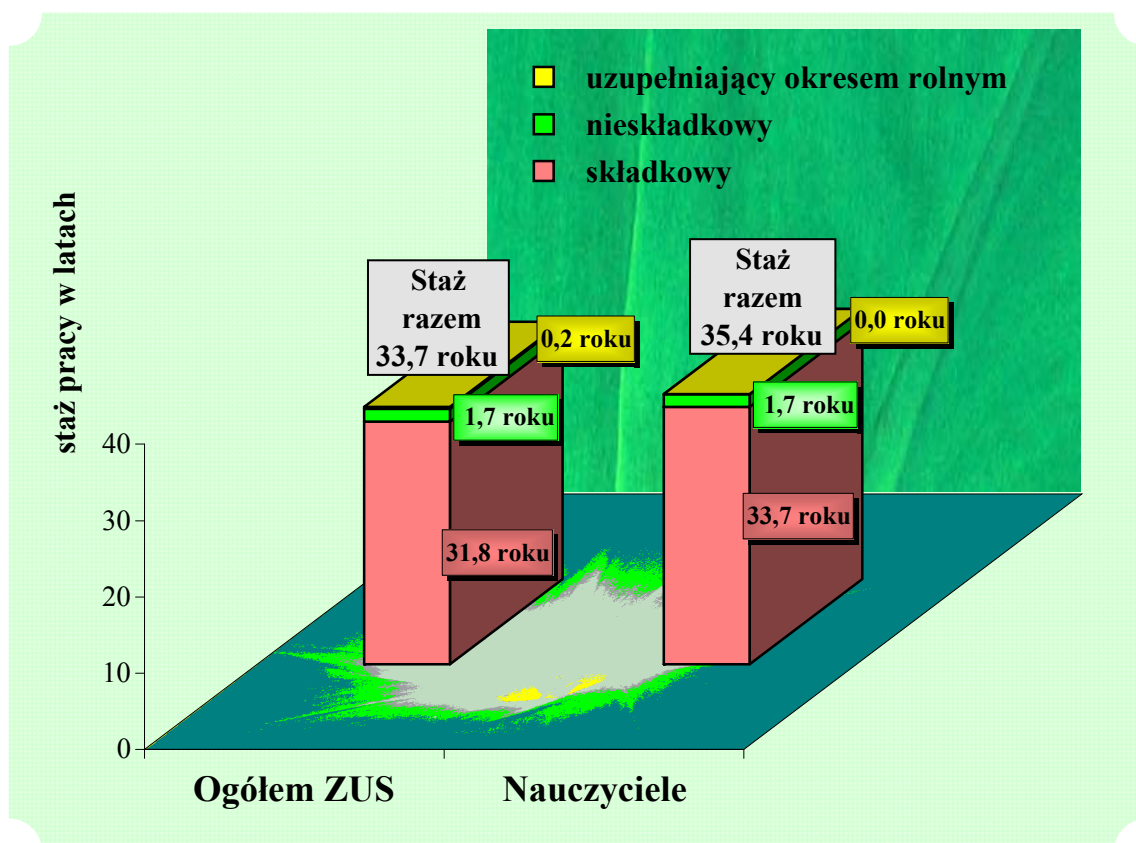 uzupełniający okresem rolnym
nieskładkowy
składkowy
staż pracy w latach
Staż
razem
33,7 roku
0,2 roku
1,7 roku
31,8 roku
Staż
razem
35,4 roku
0,0 roku
1,7 roku
33,7 roku
40
30
20
10
0
Ogółem ZUS
Nauczyciele